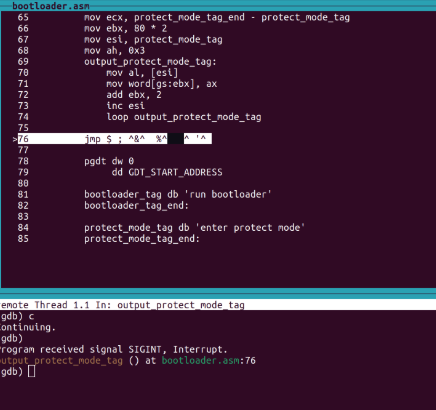 bootloader.asm
65 mov ecx, protect_mode_tag_end - protect_mode_tag
66 mov ebx, 80 * 2
67 mov esi, protect_mode_tag
68 mov ah, 0x3
69 output_protect_mode_tag:
70 mov al, [esi]
71 mov word[gs:ebx], ax
72 add ebx, 2
73 inc esi
74 loop output_protect_mode_tag
75
>76 jmp $ ;
77
78 pgdt dw 0
79 dd GDT_START_ADDRESS
80
81 bootloader_tag db 'run bootloader'
82 bootloader_tag_end:
83
84 protect_mode_tag db 'enter protect mode'
85 protect_mode_tag_end:
emote Thread 1.1 In: output_protect_mode_tag
gdb) c
ontinuing.
gdb)
rogram received signal SIGINT, Interrupt.
utput_protect_mode_tag () at bootloader.asm:76
gdb)